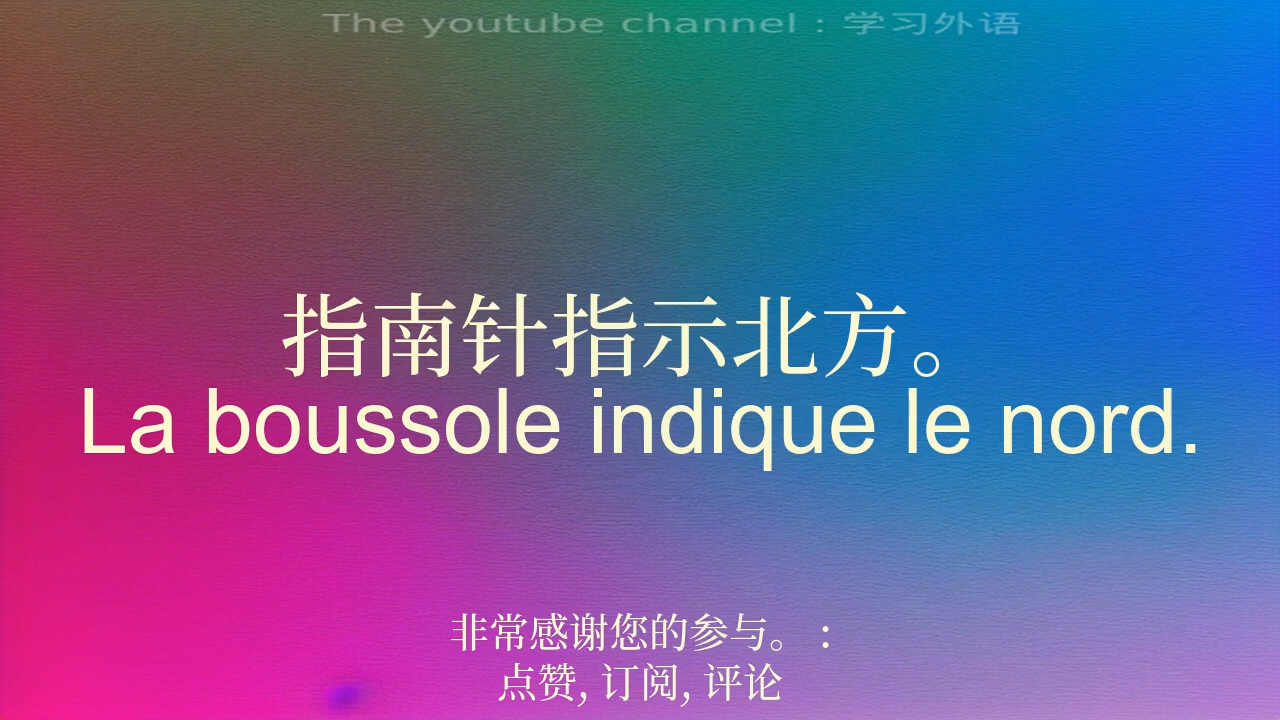 The youtube channel : 学习外语
指南针指示北方。
La boussole indique le nord.
非常感谢您的参与。 :
点赞, 订阅, 评论